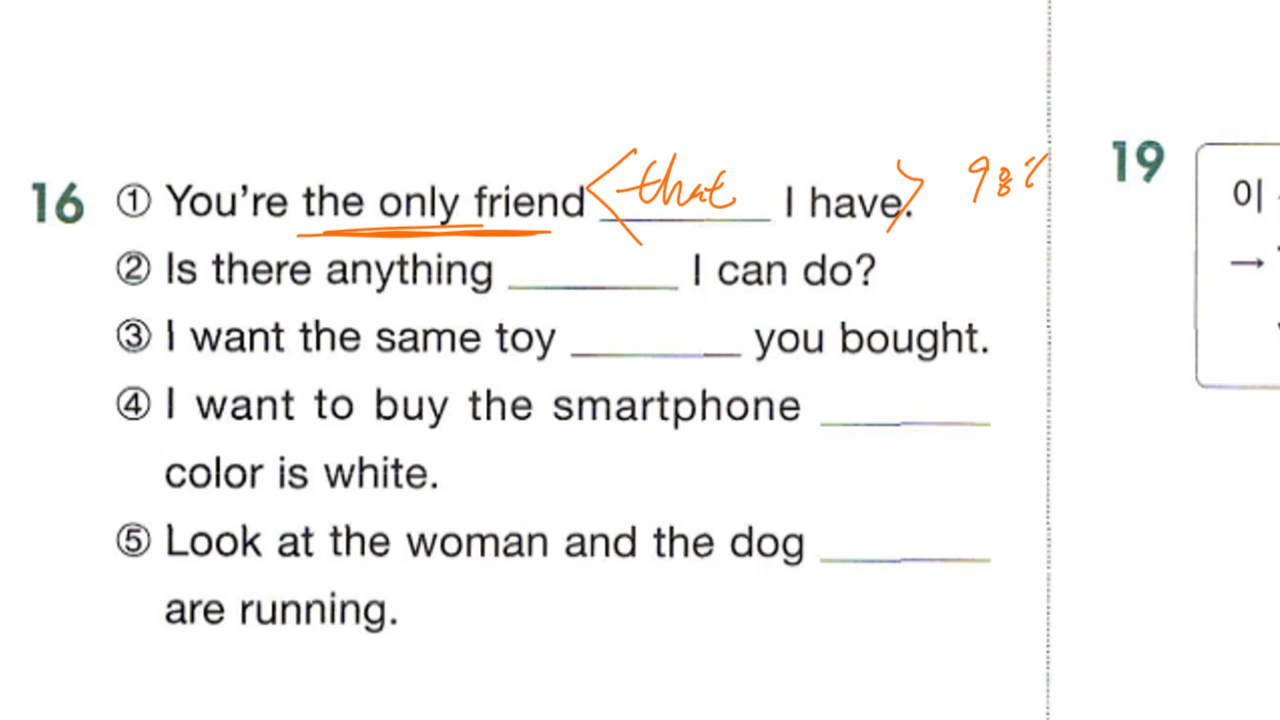 16 ① You're the only friend that I have. 98%
② Is there anything ________ I can do?
③ I want the same toy ________ you bought.
④ I want to buy the smartphone ________
color is white.
⑤ Look at the woman and the dog ________
are running.
19
이
→